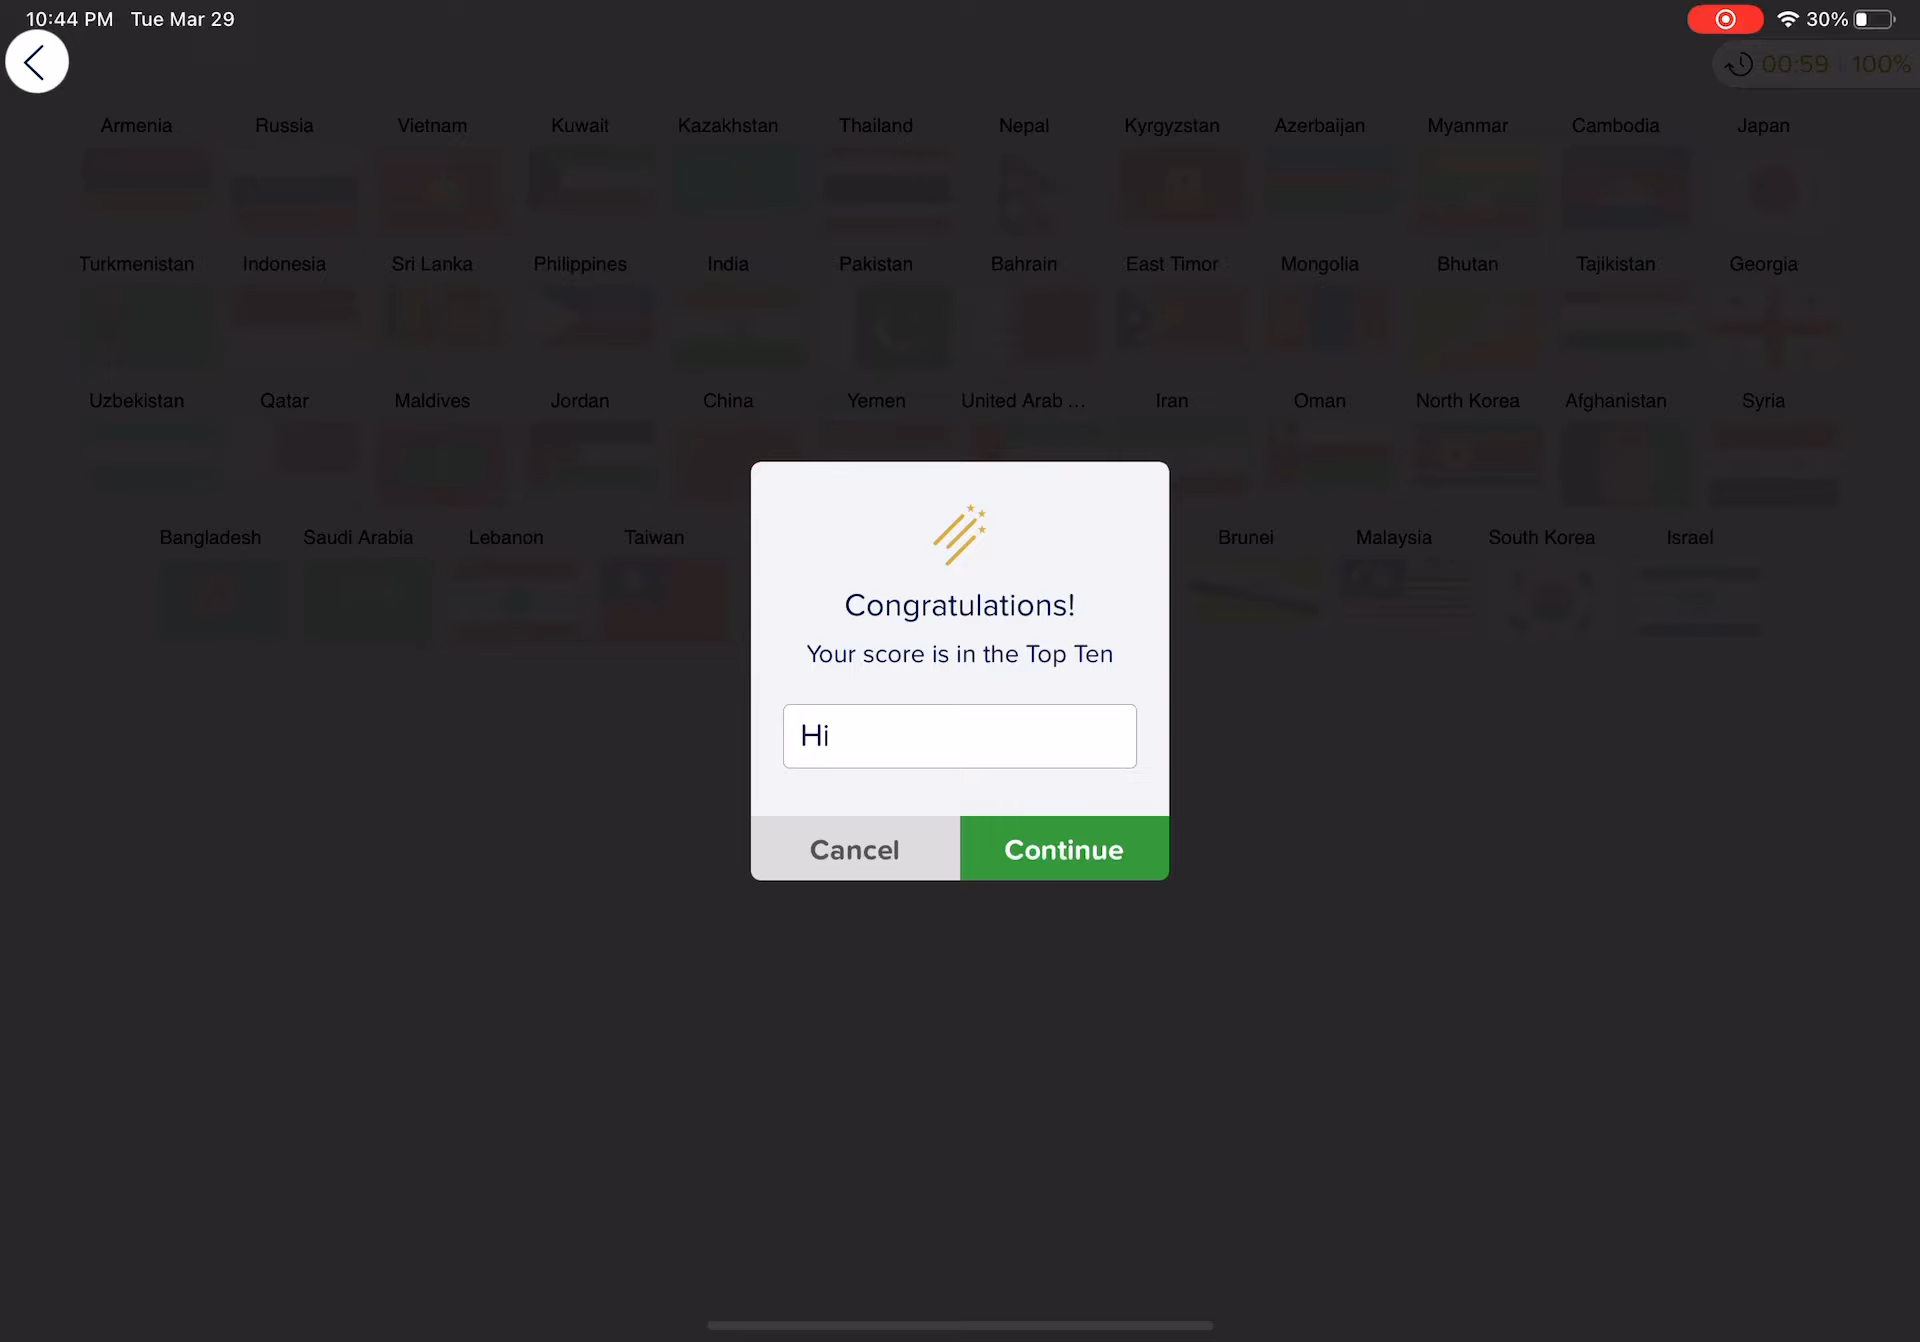 10:44 PM Tue Mar 29 30%
00:59 100%
Armenia Russia Vietnam Kuwait Kazakhstan Thailand Nepal Kyrgyzstan Azerbaijan Myanmar Cambodia Japan
Turkmenistan Indonesia Sri Lanka Philippines India Pakistan Bahrain East Timor Mongolia Bhutan Tajikistan Georgia
Uzbekistan Qatar Maldives Jordan China Yemen United Arab ... Iran Oman North Korea Afghanistan Syria
Bangladesh Saudi Arabia Lebanon Taiwan Brunei Malaysia South Korea Israel
Congratulations!
Your score is in the Top Ten
Hi
Cancel Continue